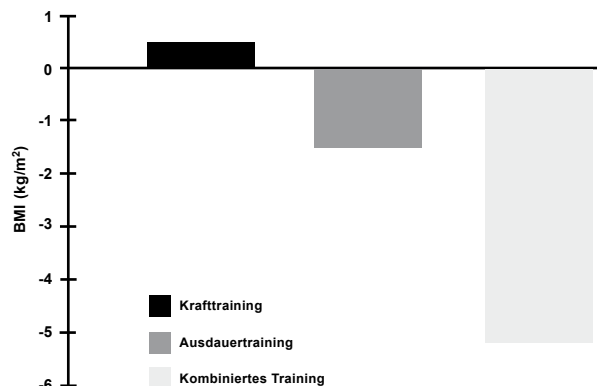 1
0
-1
-2
-3
-4
-5
-6
BMI (kg/m²)
Krafttraining
Ausdauertraining
Kombiniertes Training